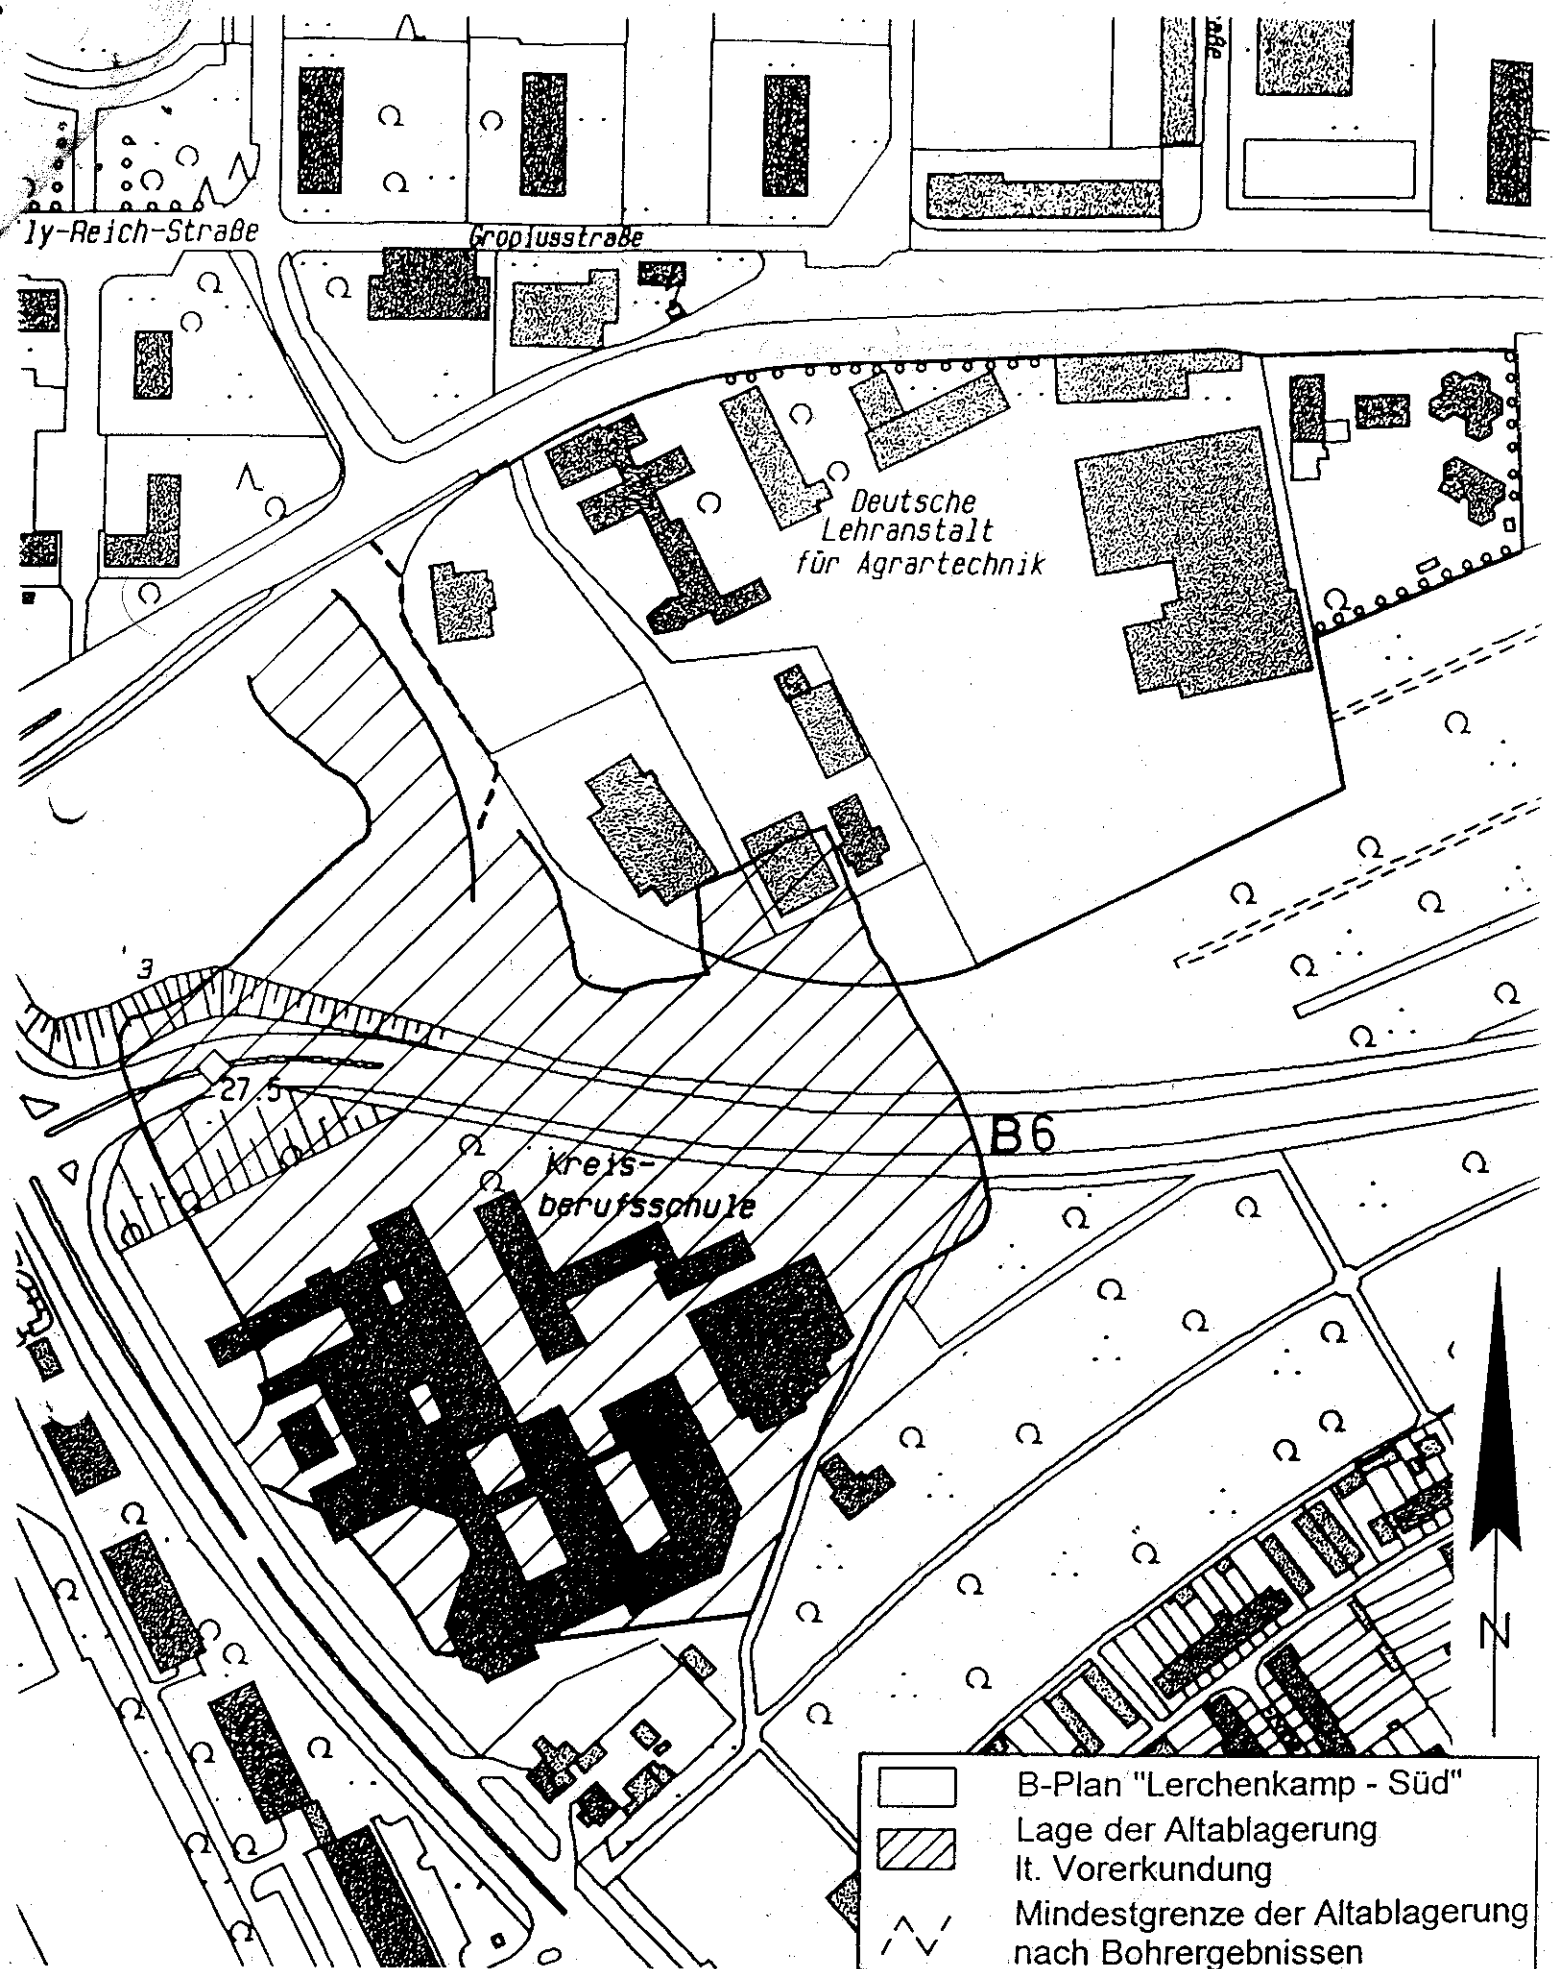 ly-Reich-Straße
Gropiusstraße
aße
Deutsche
Lehranstalt
für Agrartechnik
3
27.5
B6
Kreis-
berufsschule
N
B-Plan "Lerchenkamp - Süd"
Lage der Altablagerung
lt. Vorerkundung
Mindestgrenze der Altablagerung
nach Bohrergebnissen